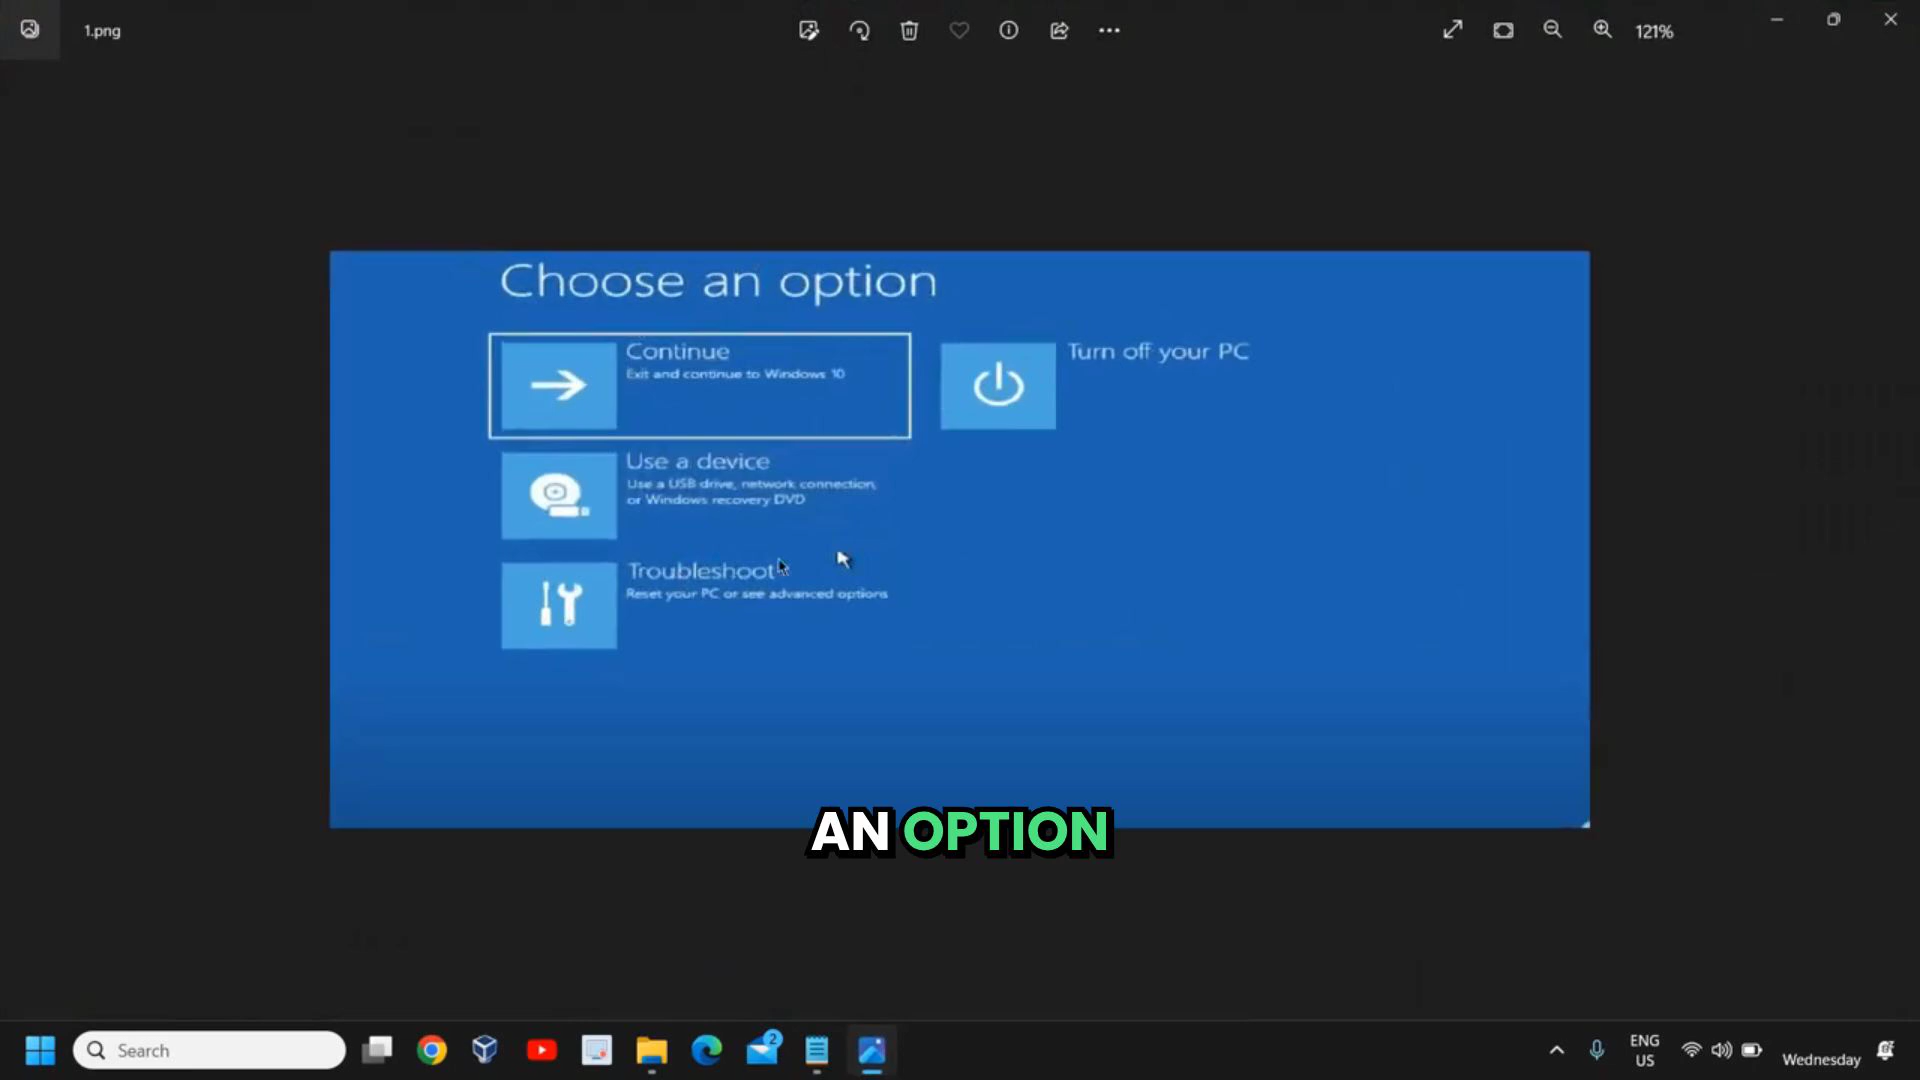 1.png
121%
Choose an option
Continue
Exit and continue to Windows 10
Turn off your PC
Use a device
Use a USB drive, network connection,
or Windows recovery DVD
Troubleshoot
Reset your PC or see advanced options
AN OPTION
Search
2
ENG
US
Wednesday